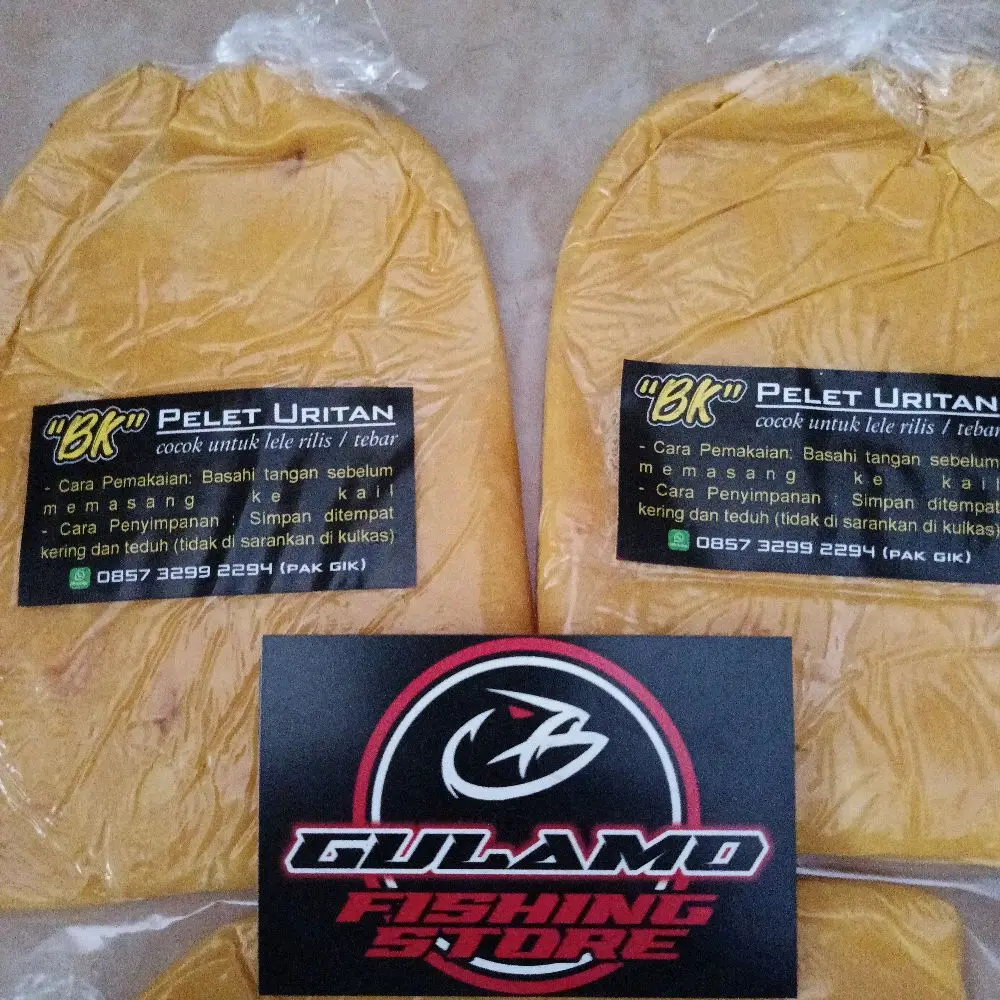 "BK" PELET URITAN
cocok untuk lele rilis / tebar
- Cara Pemakaian: Basahi tangan sebelum
memasang ke kail
- Cara Penyimpanan : Simpan ditempat
kering dan teduh (tidak di sarankan di kulkas)
0857 3299 2294 (PAK GIK)
"BK" PELET URITAN
cocok untuk lele rilis / tebar
- Cara Pemakaian: Basahi tangan sebelum
memasang ke kail
- Cara Penyimpanan : Simpan ditempat
kering dan teduh (tidak di sarankan di kulkas)
0857 3299 2294 (PAK GIK)
GULAMO
FISHING
STORE